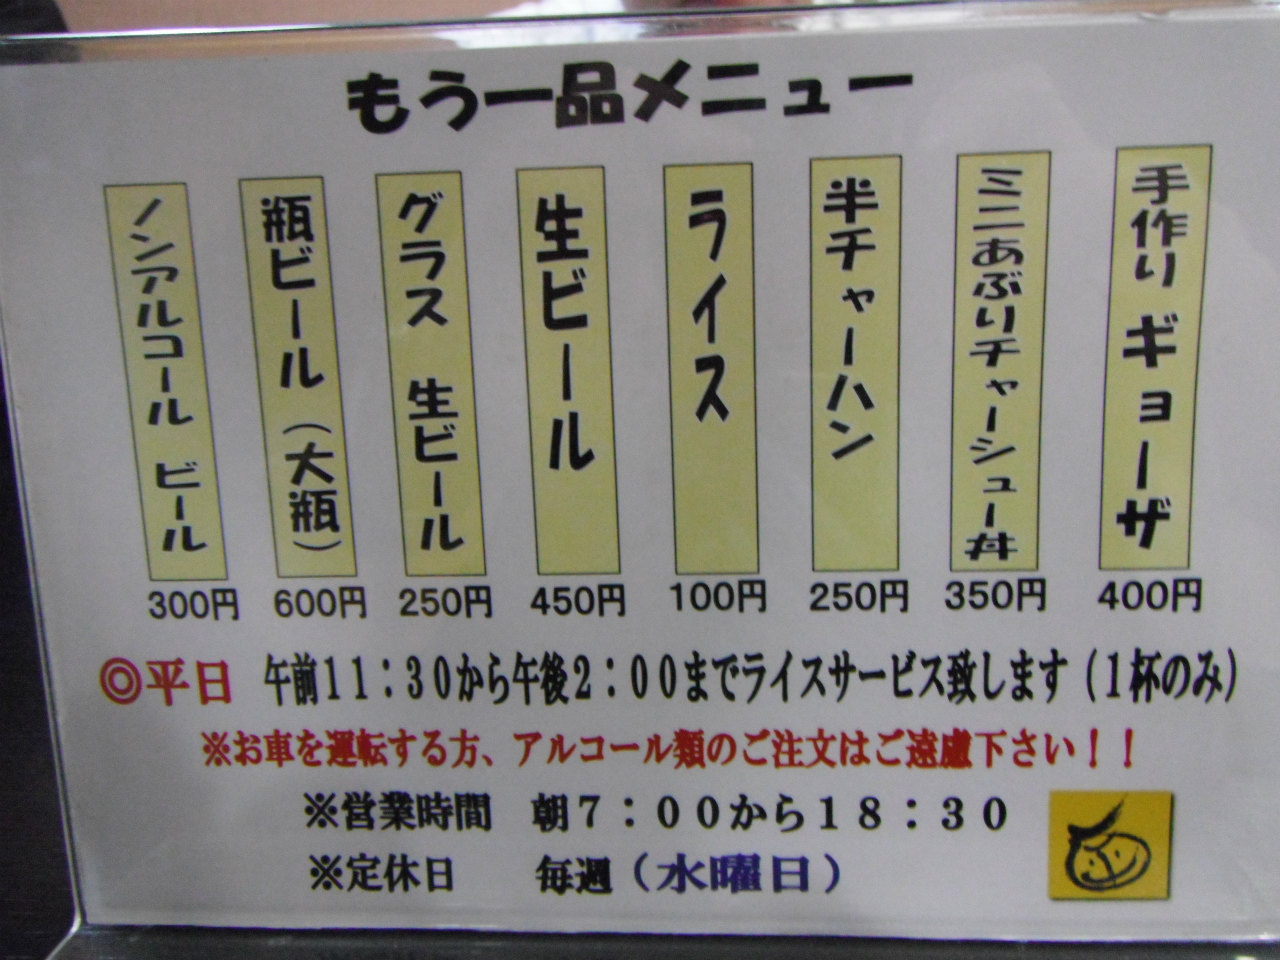 もう一品メニュー
手作り ギョーザ
400円
ミニあぶりチャーシュー丼
350円
半チャーハン
250円
ライス
100円
生ビール
450円
グラス 生ビール
250円
瓶ビール（大瓶）
600円
ノンアルコール ビール
300円
◎平日 午前11：30から午後2：00までライスサービス致します（1杯のみ）
※お車を運転する方、アルコール類のご注文はご遠慮下さい！！
※営業時間 朝7：00から18：30
※定休日 毎週（水曜日）